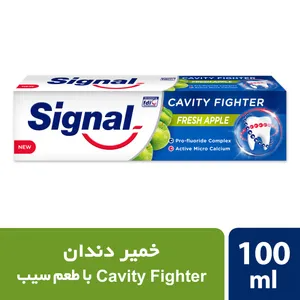 Signal
NEW
CAVITY FIGHTER
FRESH APPLE
• Pro-fluoride Complex
• Active Micro Calcium
خمیر دندان
Cavity Fighter با طعم سیب
100
ml